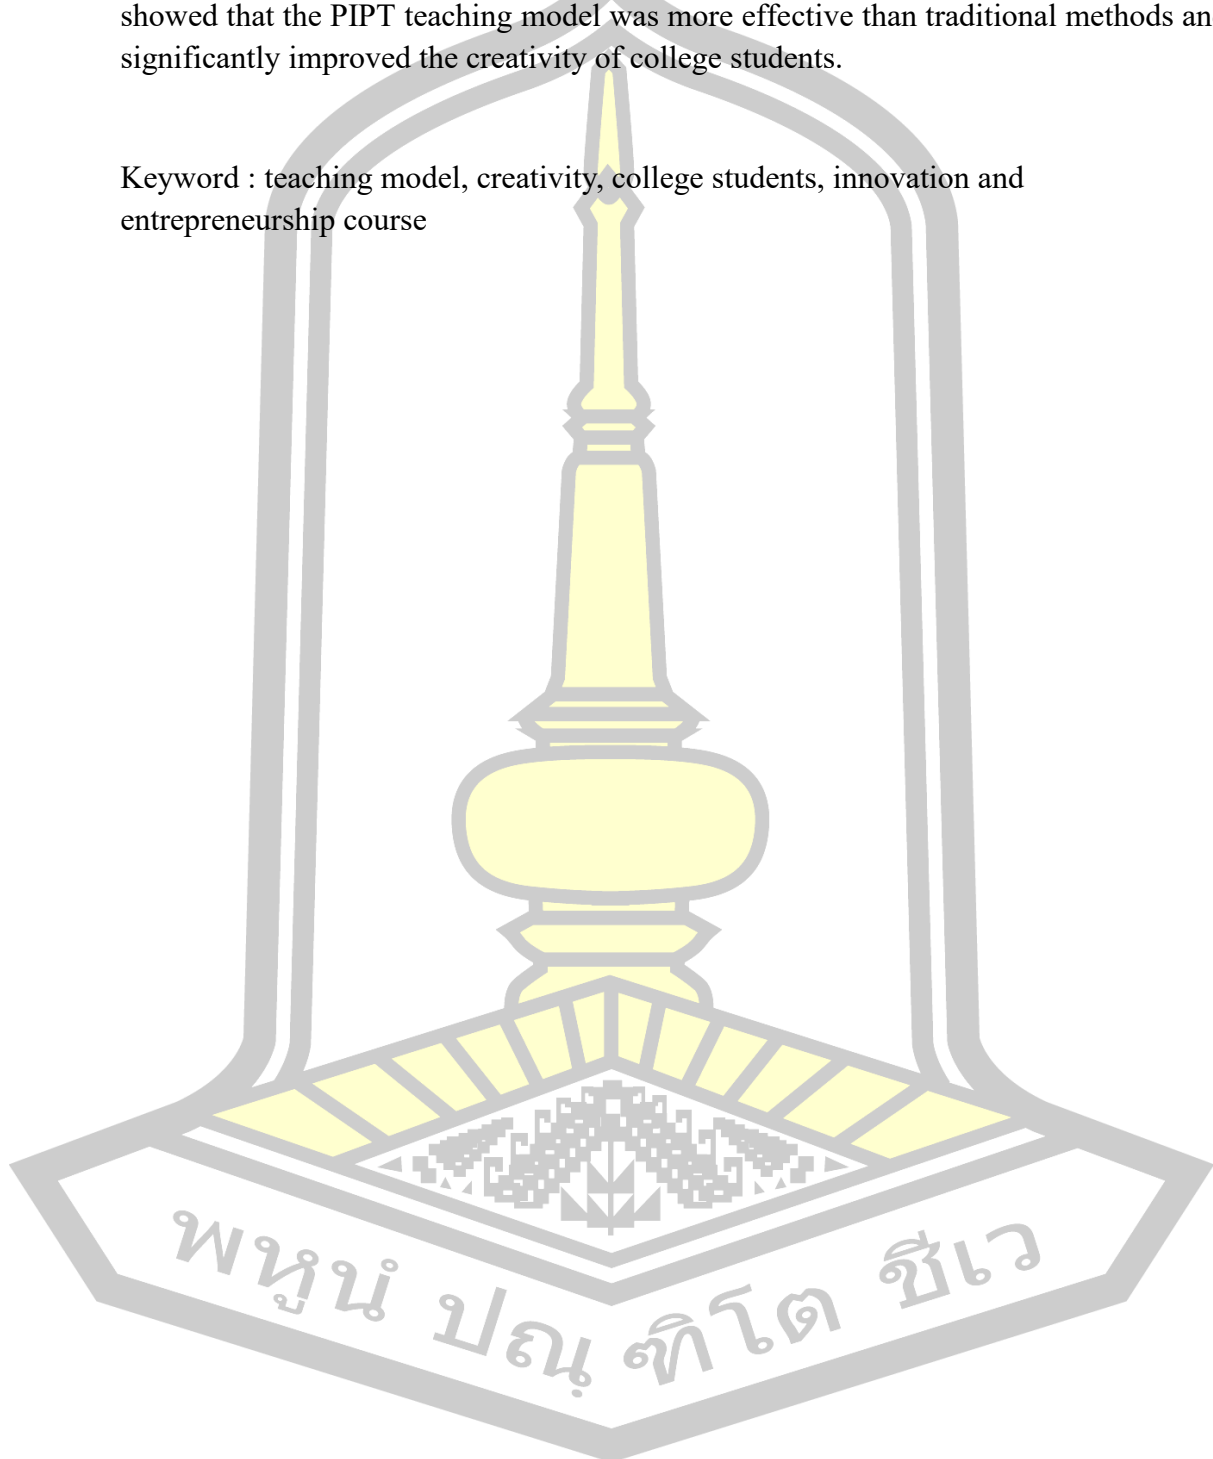 showed that the PIPT teaching model was more effective than traditional methods an
significantly improved the creativity of college students.
Keyword : teaching model, creativity, college students, innovation and
entrepreneurship course
พหูนํ ปณฺฑิโต ชีเว